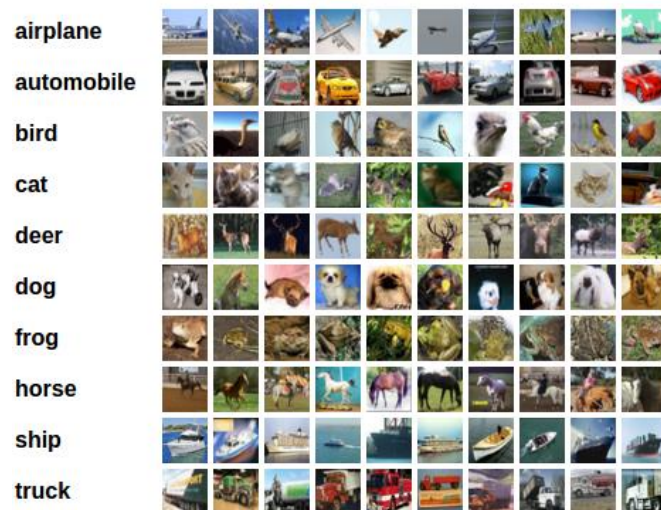 airplane
automobile
bird
cat
deer
dog
frog
horse
ship
truck